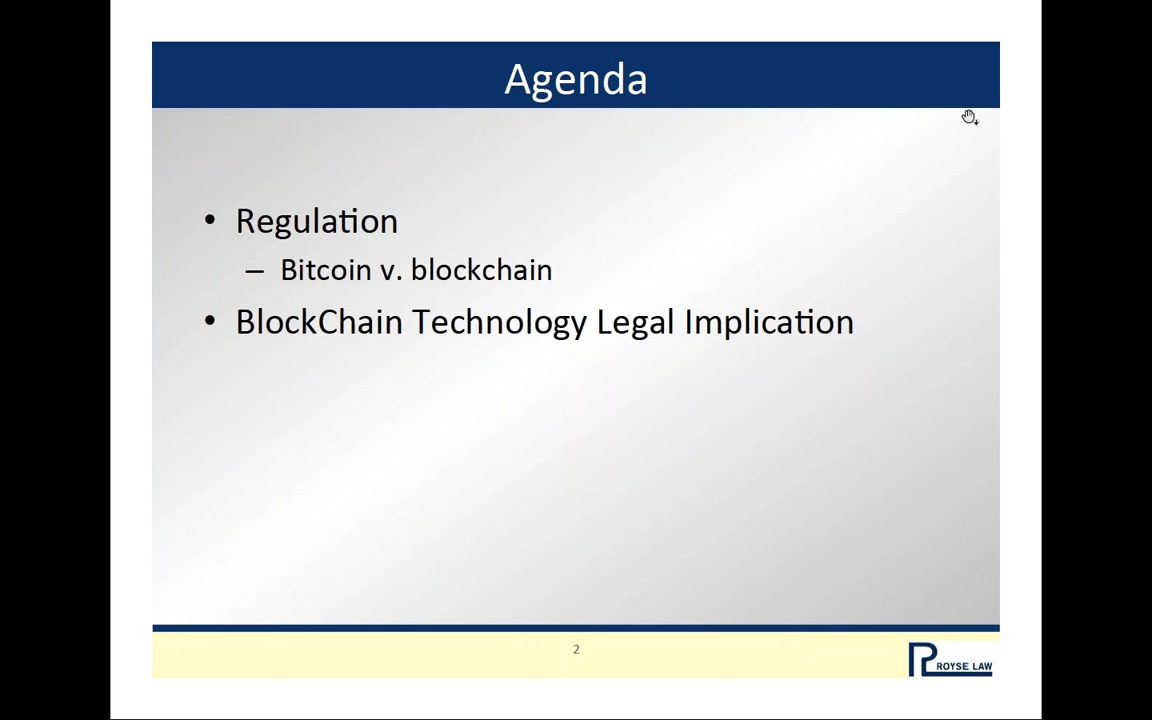 Agenda
• Regulation
– Bitcoin v. blockchain
• BlockChain Technology Legal Implication
2
ROYSE LAW